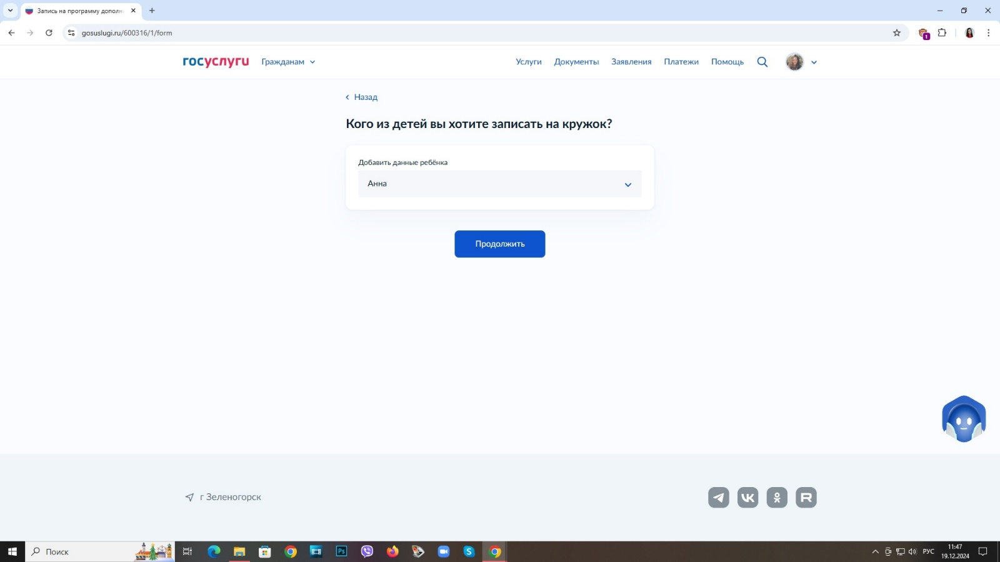 Запись на программу дополн
gosuslugi.ru/600316/1/form
1
госуслуги
Гражданам
Услуги
Документы
Заявления
Платежи
Помощь
Назад
Кого из детей вы хотите записать на кружок?
Добавить данные ребёнка
Анна
Продолжить
г Зеленогорск
Поиск
Ps
S
РУС
11:47
19.12.2024